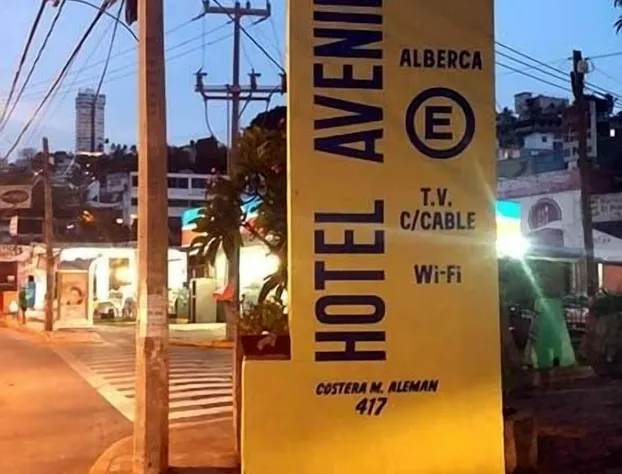 HOTEL AVENI
ALBERCA
E
T.V.
C/CABLE
Wi-Fi
COSTERA M. ALEMAN
417